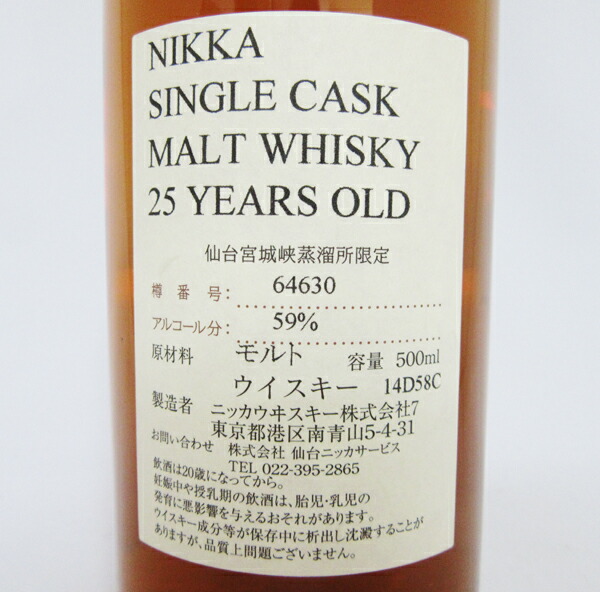 NIKKA
SINGLE CASK
MALT WHISKY
25 YEARS OLD
仙台宮城峡蒸溜所限定
樽番号: 64630
アルコール分: 59%
原材料 モルト 容量 500ml
ウイスキー 14D58C
製造者 ニッカウヰスキー株式会社7
東京都港区南青山5-4-31
お問い合わせ 株式会社 仙台ニッカサービス
TEL 022-395-2865
飲酒は20歳になってから。
妊娠中や授乳期の飲酒は、胎児・乳児の
発育に悪影響を与えるおそれがあります。
ウイスキー成分等が保存中に析出し沈澱することが
ありますが、品質上問題ございません。